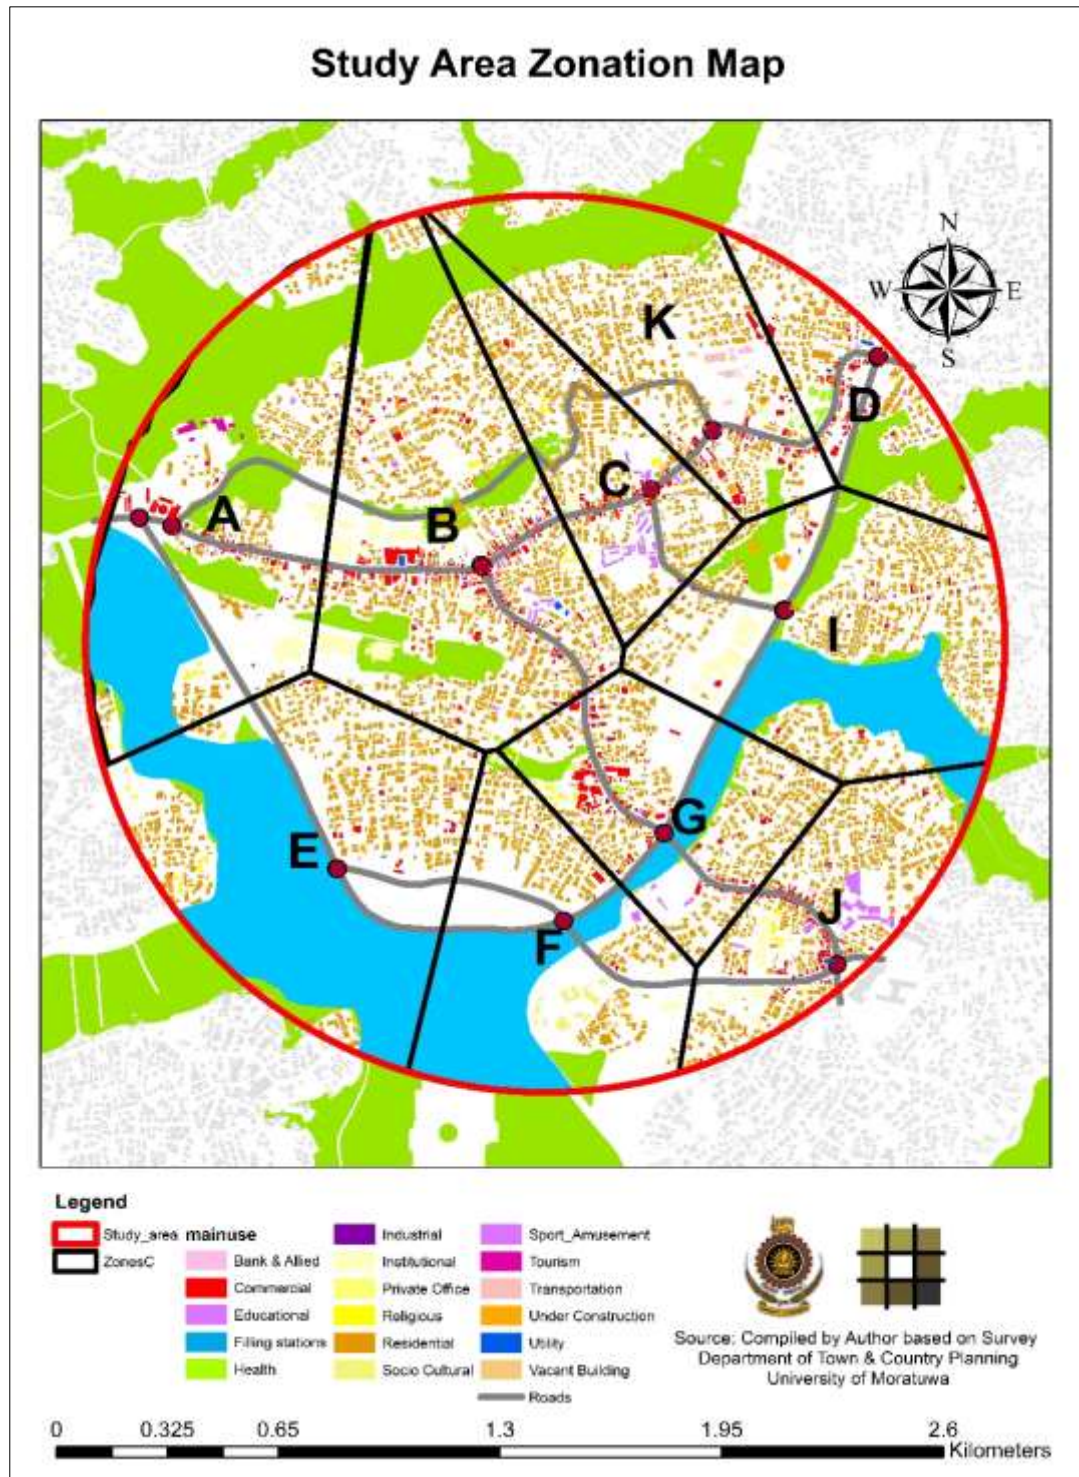 Study Area Zonation Map
N
W E
S
K
D
C
A
B
I
G
E
J
F
Legend
Study_area
ZonesC
mainuse
Bank & Allied
Commercial
Educational
Filling stations
Health
Industrial
Institutional
Private Office
Religious
Residential
Socio Cultural
Sport_Amusement
Tourism
Transportation
Under Construction
Utility
Vacant Building
Roads
Source: Compiled by Author based on Survey
Department of Town & Country Planning
University of Moratuwa
0 0.325 0.65 1.3 1.95 2.6
Kilometers